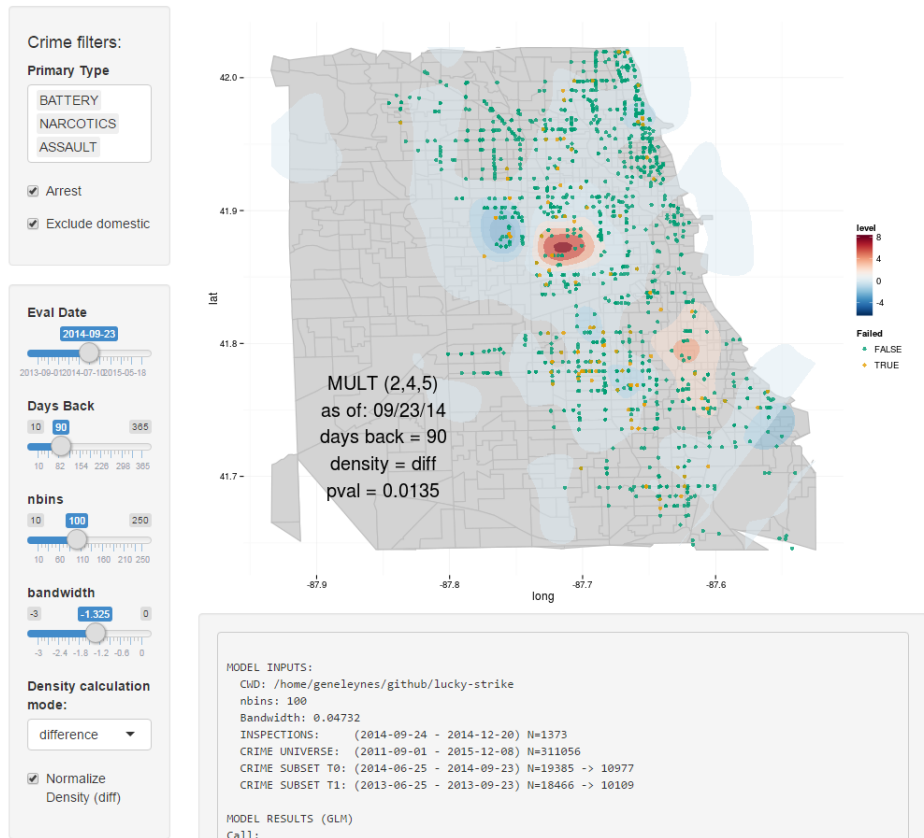 Crime filters:
Primary Type
BATTERY
NARCOTICS
ASSAULT
Arrest
Exclude domestic
Eval Date
2014-09-23
2013-09-01 2014-07-10 2015-05-18
Days Back
10 90 365
10 82 154 226 298 365
nbins
10 100 250
10 60 110 160 210 250
bandwidth
-3 -1.325 0
-3 -2.4 -1.8 -1.2 -0.6 0
Density calculation
mode:
difference
Normalize
Density (diff)
42.0
41.9
41.8
41.7
lat
-87.9 -87.8 -87.7 -87.6
long
MULT (2,4,5)
as of: 09/23/14
days back = 90
density = diff
pval = 0.0135
level
8
4
0
-4
Failed
FALSE
TRUE
MODEL INPUTS:
CWD: /home/geneleynes/github/lucky-strike
nbins: 100
Bandwidth: 0.04732
INSPECTIONS: (2014-09-24 - 2014-12-20) N=1373
CRIME UNIVERSE: (2011-09-01 - 2015-12-08) N=311056
CRIME SUBSET T0: (2014-06-25 - 2014-09-23) N=19385 -> 10977
CRIME SUBSET T1: (2013-06-25 - 2013-09-23) N=18466 -> 10109
MODEL RESULTS (GLM)
Call: